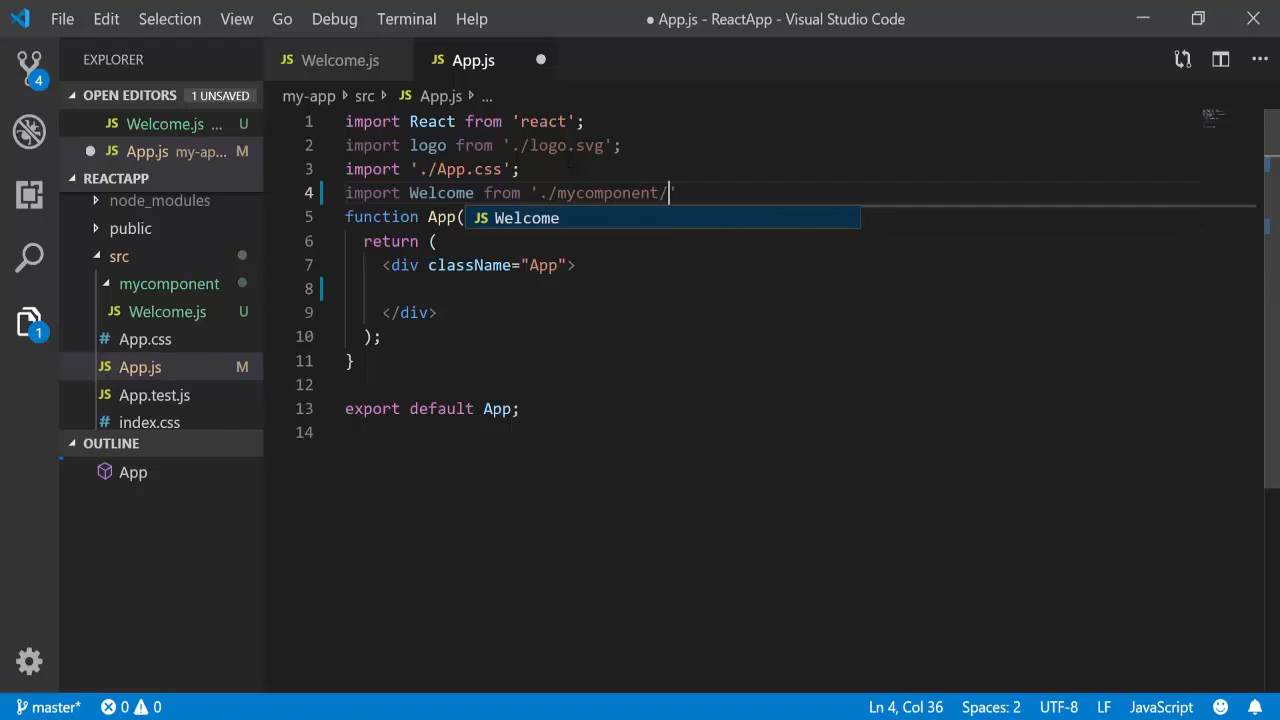 File Edit Selection View Go Debug Terminal Help ● App.js - ReactApp - Visual Studio Code
4
1
EXPLORER
OPEN EDITORS 1 UNSAVED
JS Welcome.js ... U
● JS App.js my-ap... M
REACTAPP
node_modules
public
src
mycomponent
JS Welcome.js U
# App.css
JS App.js M
JS App.test.js
# index.css
OUTLINE
App
JS Welcome.js JS App.js
my-app src JS App.js ...
1 import React from 'react';
2 import logo from './logo.svg';
3 import './App.css';
4 import Welcome from './mycomponent/'
5 function App(
JS Welcome
6 return (
7 <div className="App">
8
9 </div>
10 );
11 }
12
13 export default App;
14
master* 0 0 Ln 4, Col 36 Spaces: 2 UTF-8 LF JavaScript